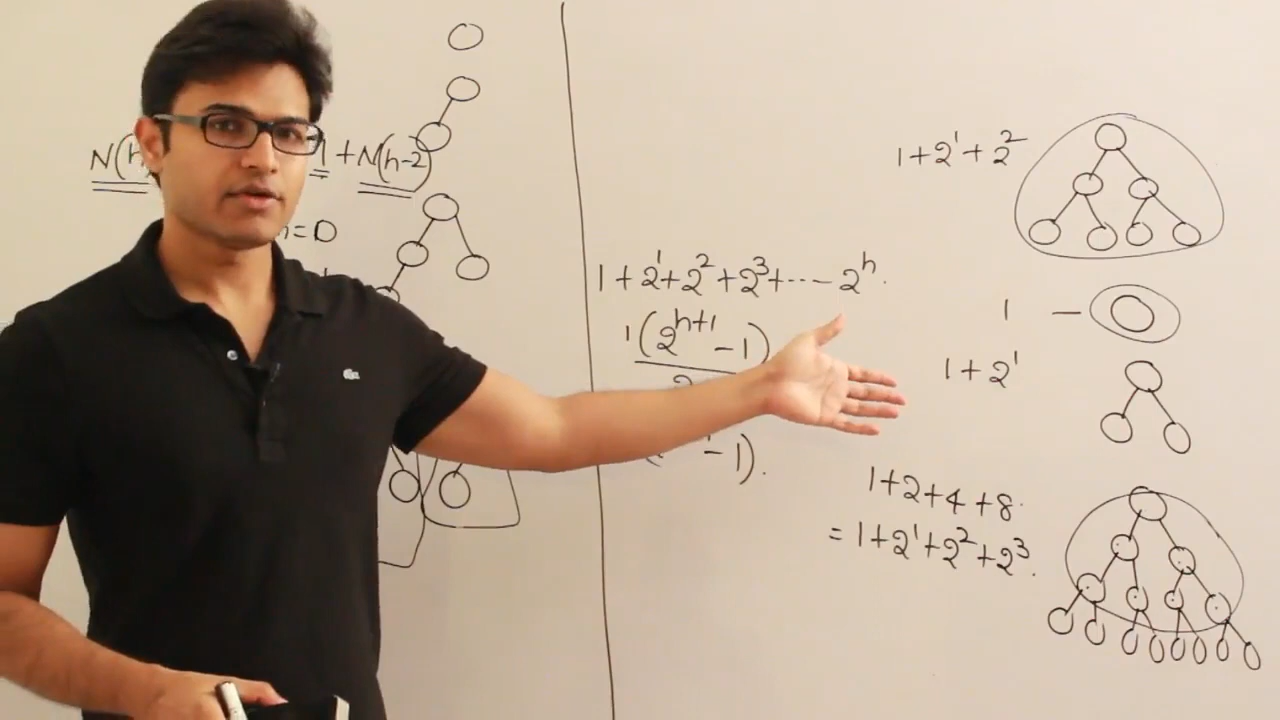 N(h 1 + N(h-2)
h=0
1+2¹+2²
1+2¹+2²+2³+---- 2ʰ.
1(2ʰ⁺¹-1)
1 —
1+2¹
-1).
1+2+4+8.
=1+2¹+2²+2³.